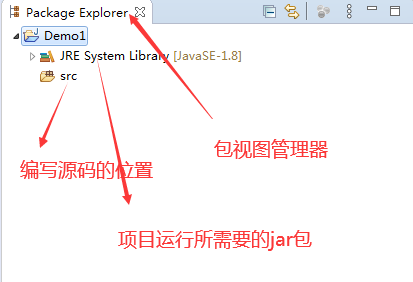 Package Explorer
Demo1
JRE System Library [JavaSE-1.8]
src
包视图管理器
编写源码的位置
项目运行所需要的jar包